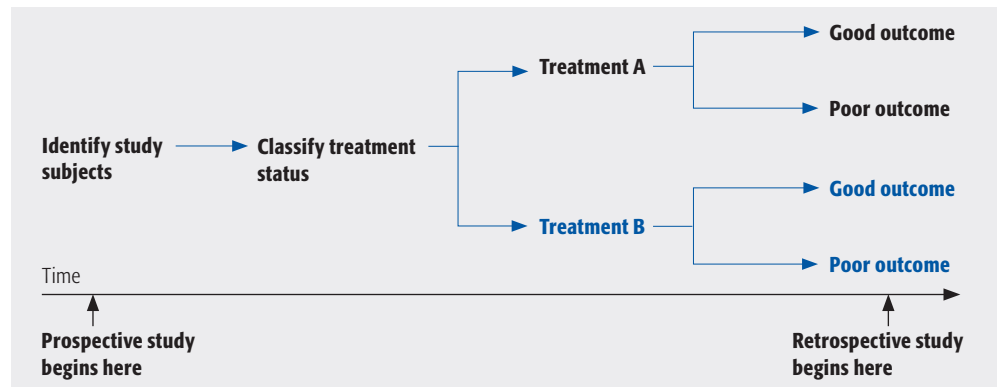 Good outcome
Treatment A
Poor outcome
Identify study
subjects
Classify treatment
status
Good outcome
Treatment B
Poor outcome
Time
Prospective study
begins here
Retrospective study
begins here